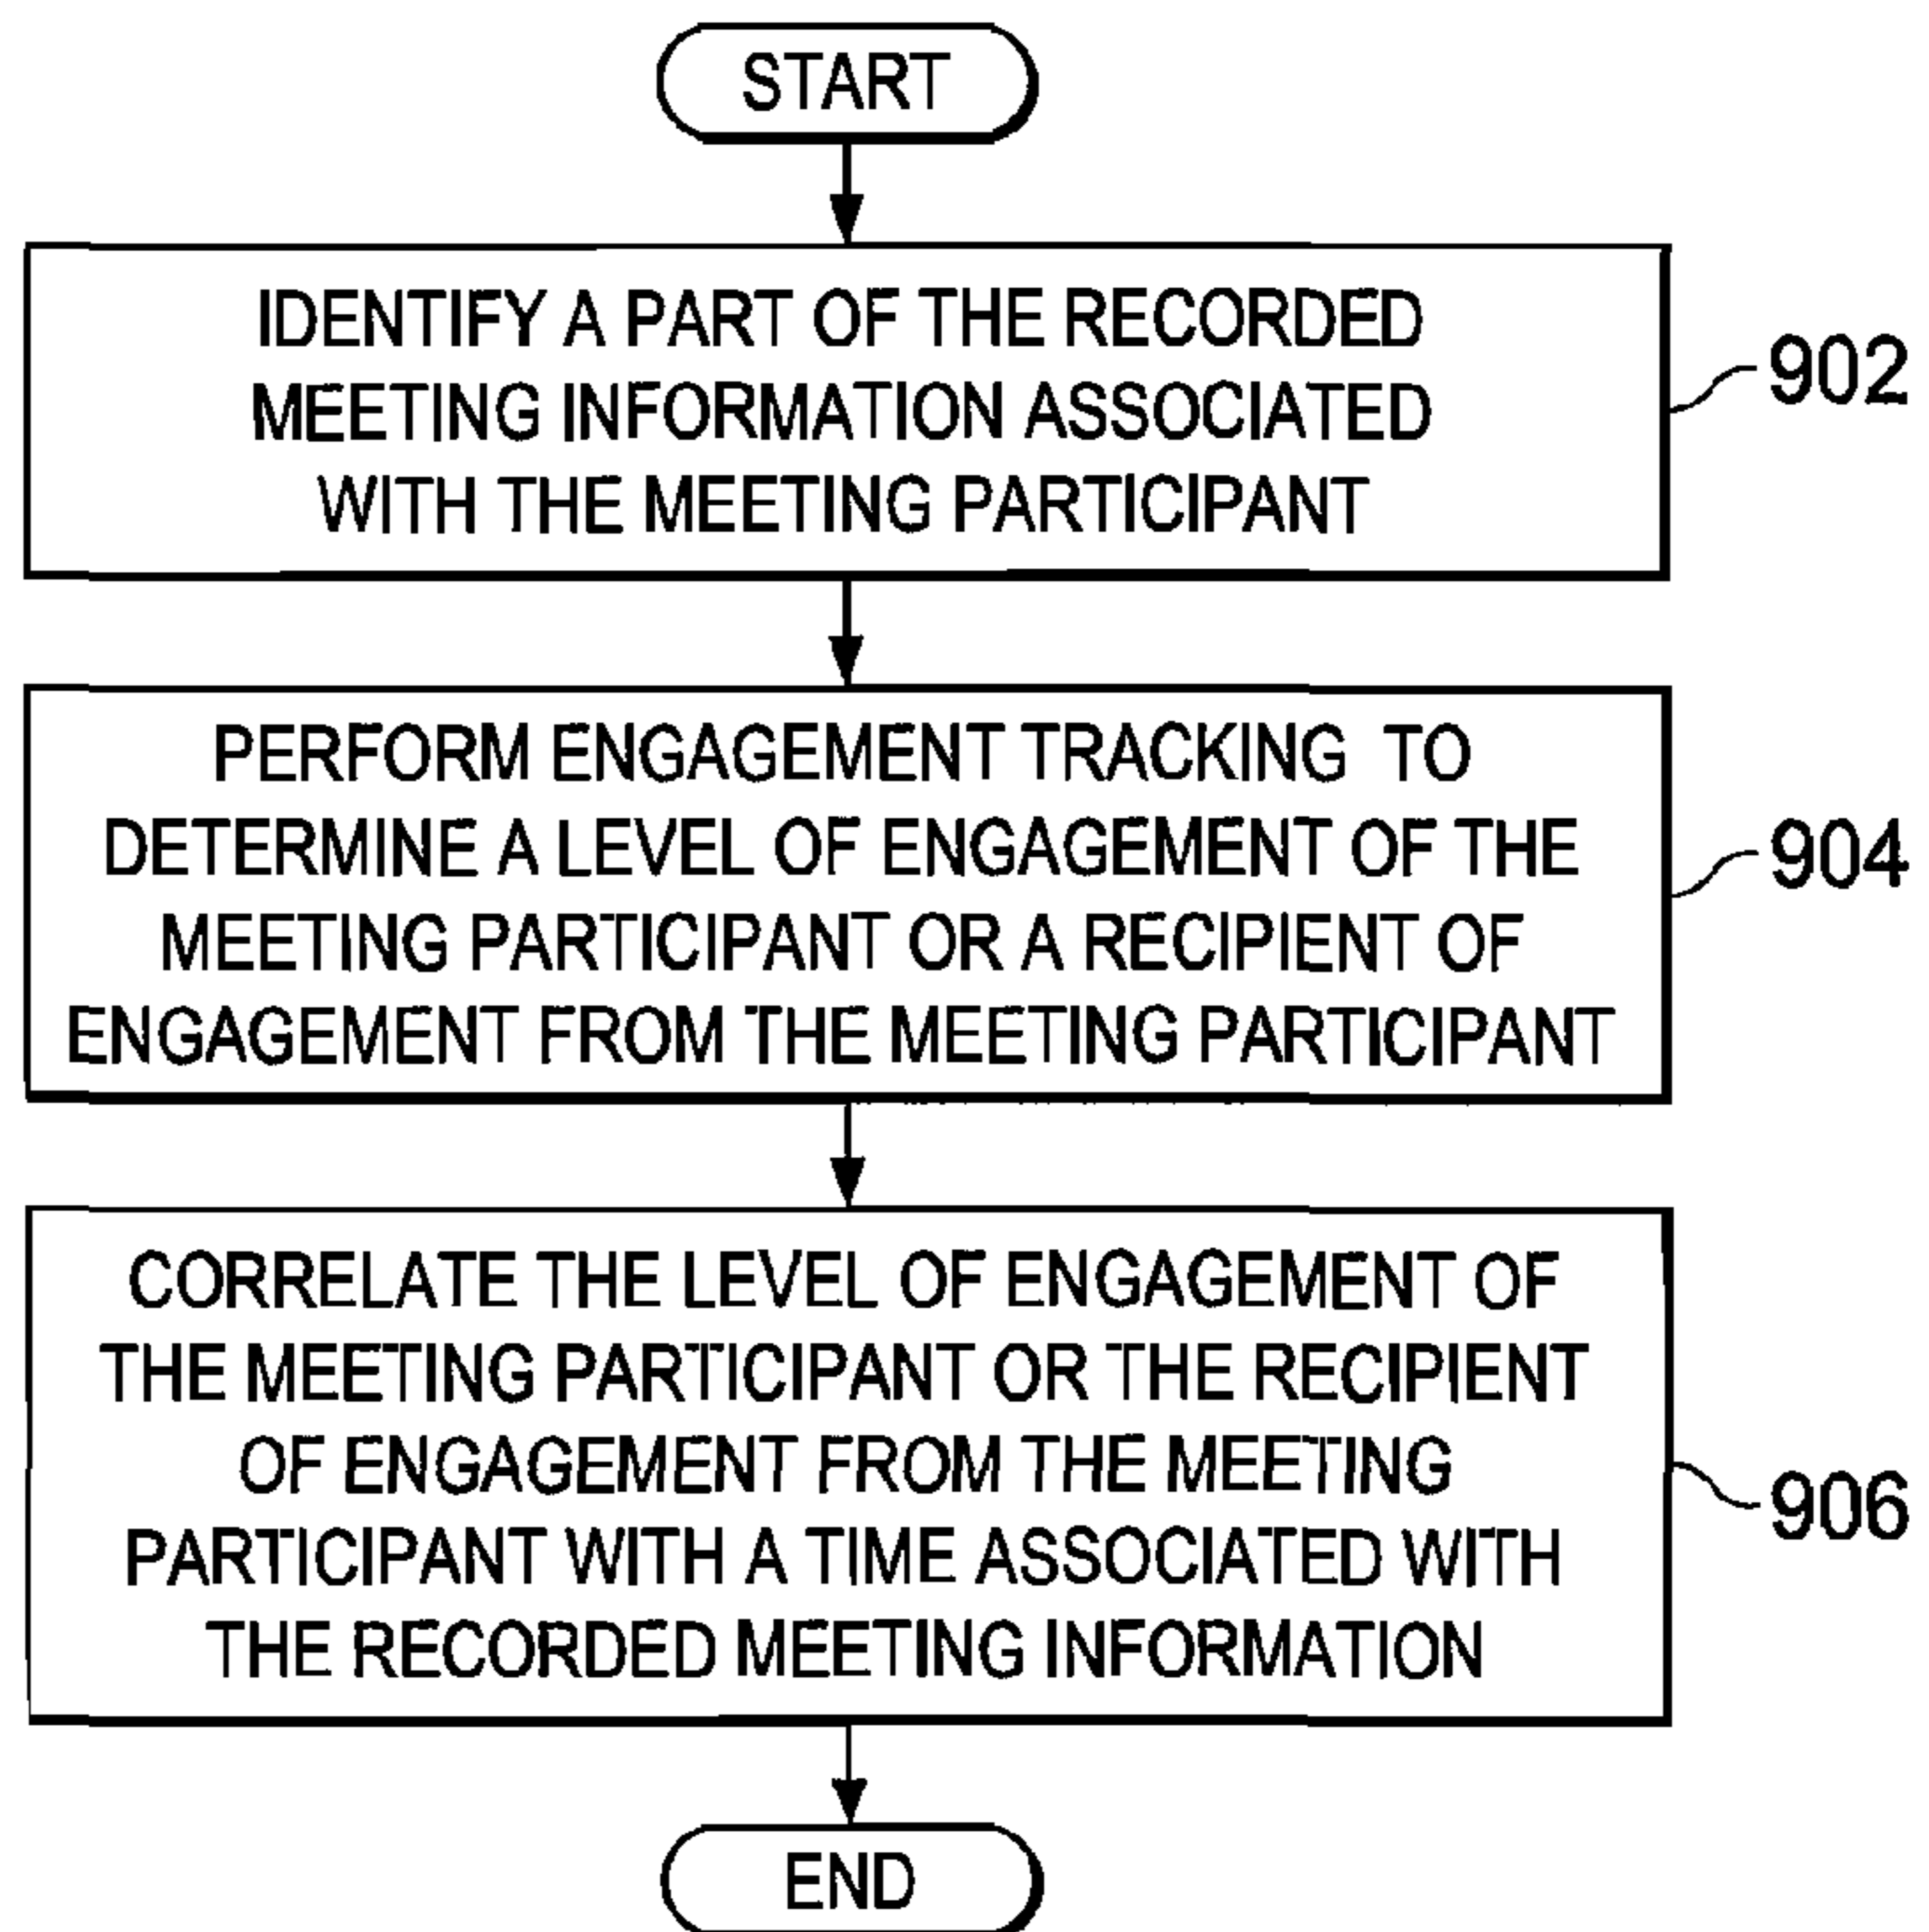 START
IDENTIFY A PART OF THE RECORDED
MEETING INFORMATION ASSOCIATED
WITH THE MEETING PARTICIPANT
902
PERFORM ENGAGEMENT TRACKING TO
DETERMINE A LEVEL OF ENGAGEMENT OF THE
MEETING PARTICIPANT OR A RECIPIENT OF
ENGAGEMENT FROM THE MEETING PARTICIPANT
904
CORRELATE THE LEVEL OF ENGAGEMENT OF
THE MEETING PARTICIPANT OR THE RECIPIENT
OF ENGAGEMENT FROM THE MEETING
PARTICIPANT WITH A TIME ASSOCIATED WITH
THE RECORDED MEETING INFORMATION
906
END